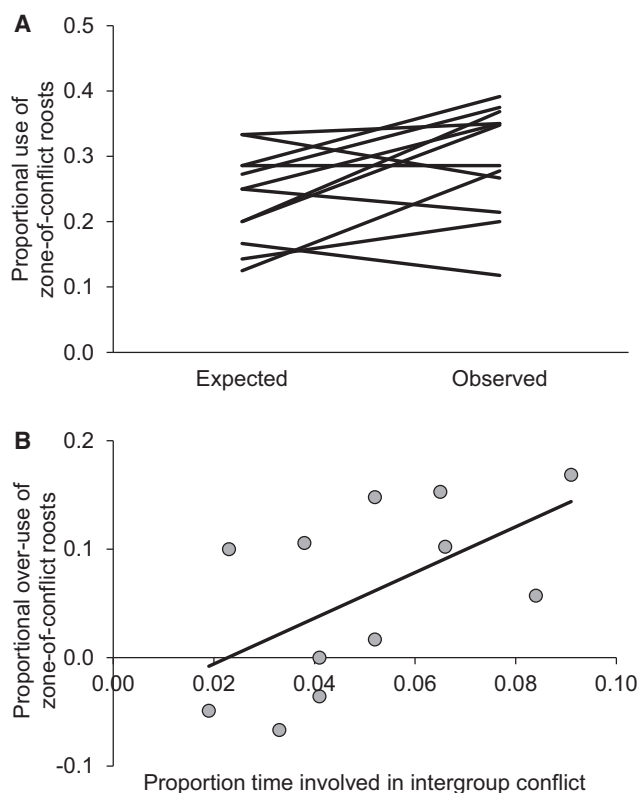 A
0.5
0.4
0.3
0.2
0.1
0.0
Proportional use of
zone-of-conflict roosts
Expected Observed
B
0.2
0.1
0.0
-0.1
Proportional over-use of
zone-of-conflict roosts
0.00 0.02 0.04 0.06 0.08 0.10
Proportion time involved in intergroup conflict